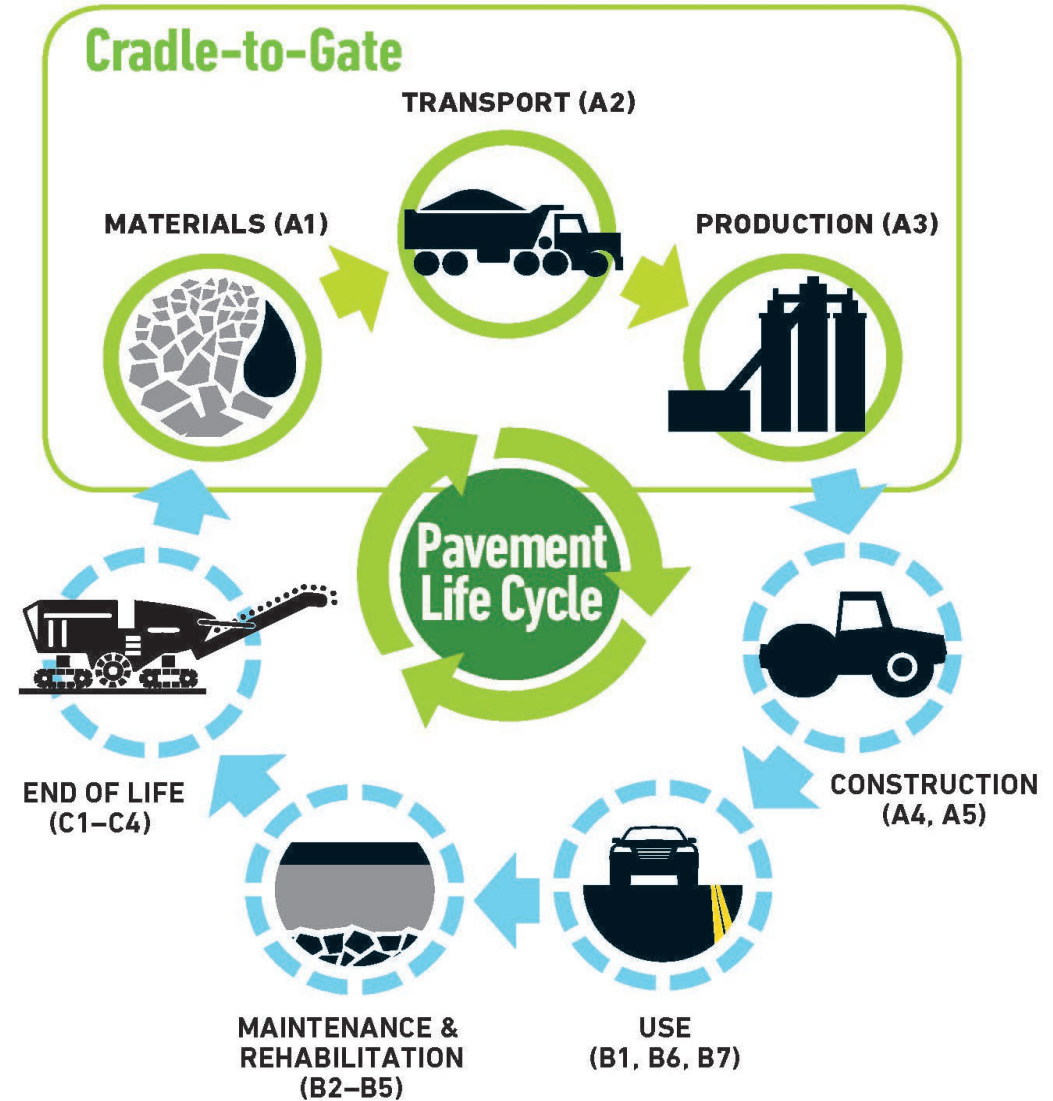 Cradle-to-Gate
TRANSPORT (A2)
MATERIALS (A1)
PRODUCTION (A3)
Pavement
Life Cycle
CONSTRUCTION
(A4, A5)
USE
(B1, B6, B7)
MAINTENANCE &
REHABILITATION
(B2–B5)
END OF LIFE
(C1–C4)